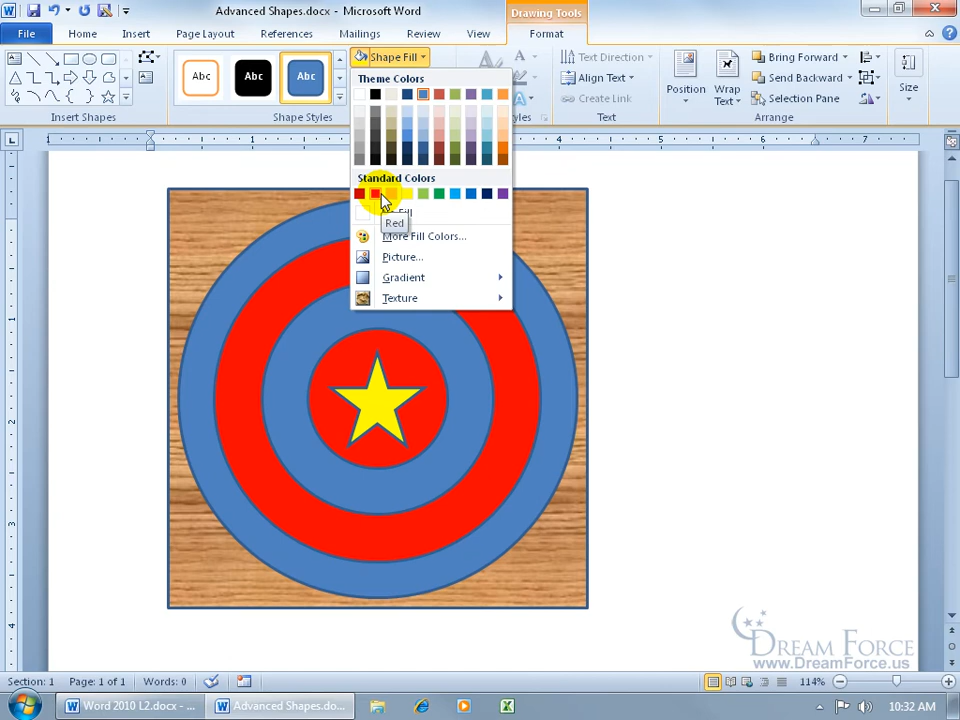 Advanced Shapes.docx - Microsoft Word
Drawing Tools
File Home Insert Page Layout References Mailings Review View Format
Abc Abc Abc
Shape Fill
Text Direction
Align Text
Create Link
Position
Wrap
Text
Bring Forward
Send Backward
Selection Pane
Size
Insert Shapes
Shape Styles
Text
Arrange
Theme Colors
Standard Colors
Red
More Fill Colors...
Picture...
Gradient
Texture
DREAM FORCE
www.DreamForce.us
Section: 1 Page: 1 of 1 Words: 0
114%
Word 2010 L2.docx - ...
Advanced Shapes.do...
10:32 AM